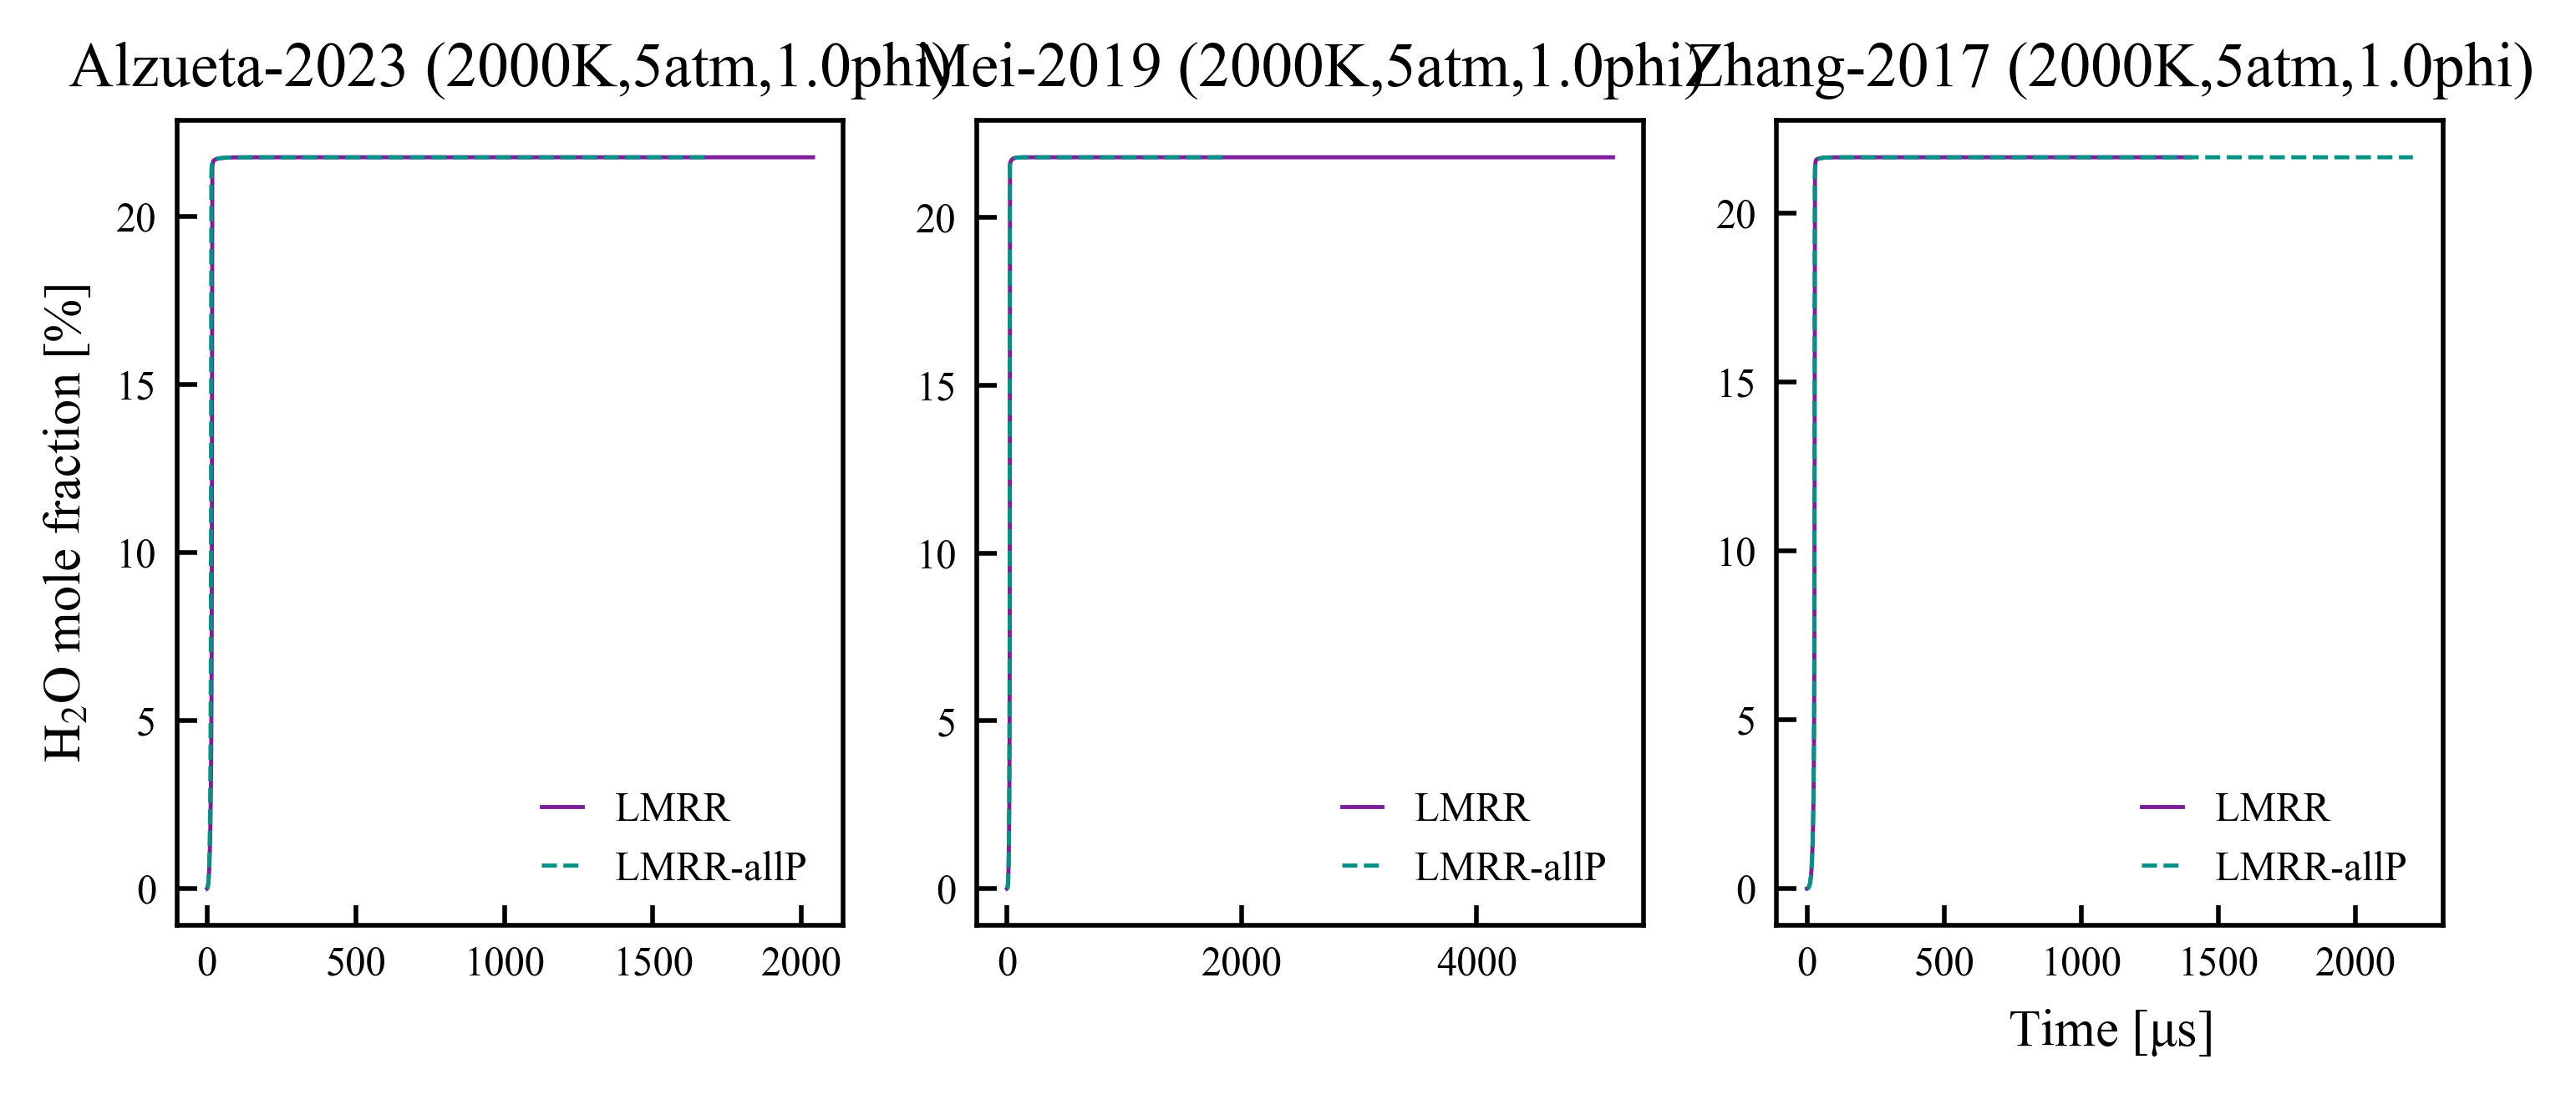 Alzueta-2023 (2000K,5atm,1.0phi)
Mei-2019 (2000K,5atm,1.0phi)
Zhang-2017 (2000K,5atm,1.0phi)
H₂O mole fraction [%]
20
15
10
5
0
0 500 1000 1500 2000
LMRR
LMRR-allP
20
15
10
5
0
0 2000 4000
LMRR
LMRR-allP
20
15
10
5
0
0 500 1000 1500 2000
LMRR
LMRR-allP
Time [μs]